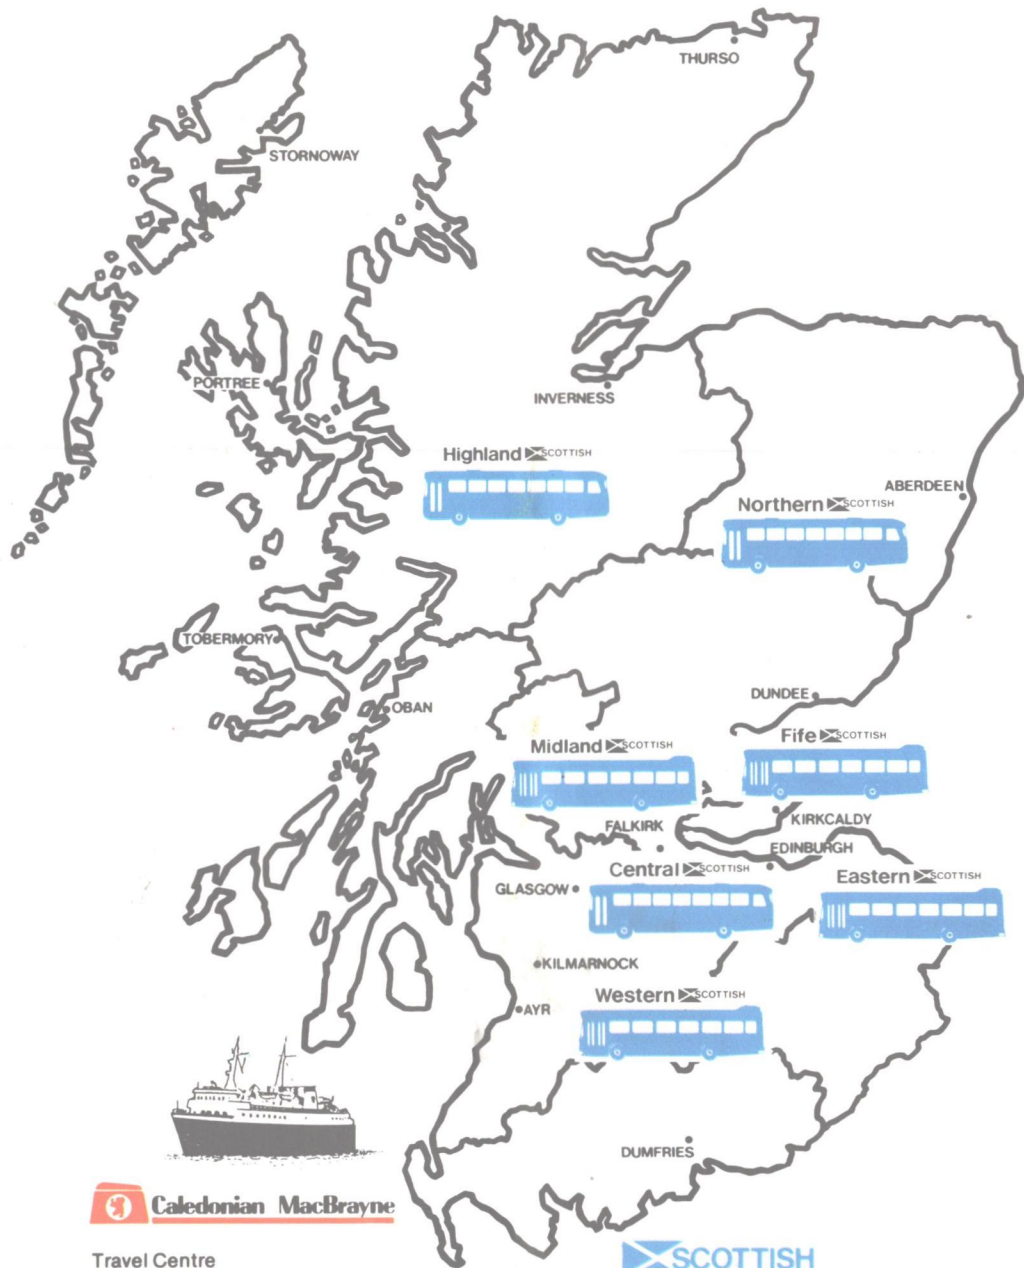 THURSO
STORNOWAY
PORTREE
INVERNESS
Highland SCOTTISH
ABERDEEN
Northern SCOTTISH
TOBERMORY
DUNDEE
OBAN
Fife SCOTTISH
Midland SCOTTISH
KIRKCALDY
FALKIRK
EDINBURGH
Central SCOTTISH
Eastern SCOTTISH
GLASGOW
KILMARNOCK
Western SCOTTISH
AYR
DUMFRIES
Caledonian MacBrayne
Travel Centre
SCOTTISH